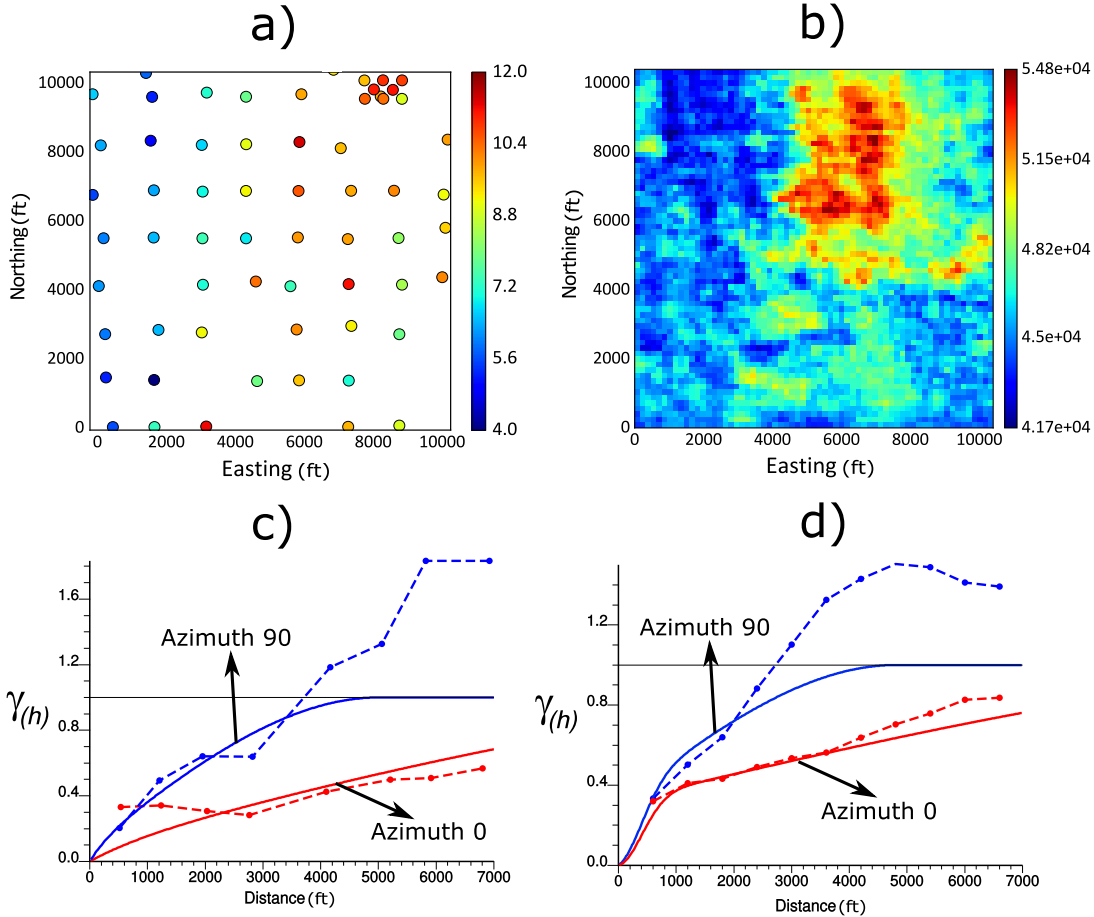 a)
b)
10000
8000
6000
4000
2000
0
Northing (ft)
0 2000 4000 6000 8000 10000
Easting (ft)
12.0
10.4
8.8
7.2
5.6
4.0
10000
8000
6000
4000
2000
0
Northing (ft)
0 2000 4000 6000 8000 10000
Easting (ft)
5.48e+04
5.15e+04
4.82e+04
4.5e+04
4.17e+04
c)
d)
1.6
1.2
0.8
0.4
0.0
γ(h)
Azimuth 90
Azimuth 0
0 1000 2000 3000 4000 5000 6000 7000
Distance (ft)
1.2
0.8
0.4
0.0
γ(h)
Azimuth 90
Azimuth 0
0 1000 2000 3000 4000 5000 6000 7000
Distance (ft)